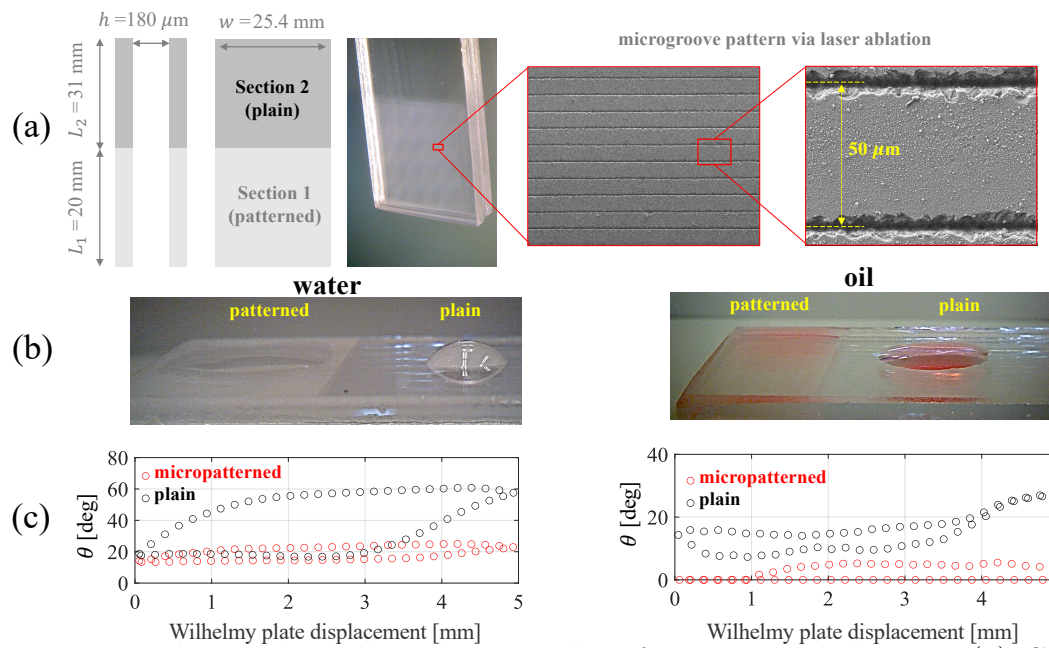 (a)
h =180 μm
w = 25.4 mm
L₂ = 31 mm
L₁ = 20 mm
Section 2
(plain)
Section 1
(patterned)
microgroove pattern via laser ablation
50 μm
water
oil
(b)
patterned
plain
patterned
plain
(c)
80
60
40
20
0
θ [deg]
micropatterned
plain
0
1
2
3
4
5
Wilhelmy plate displacement [mm]
40
20
0
θ [deg]
micropatterned
plain
0
1
2
3
4
Wilhelmy plate displacement [mm]